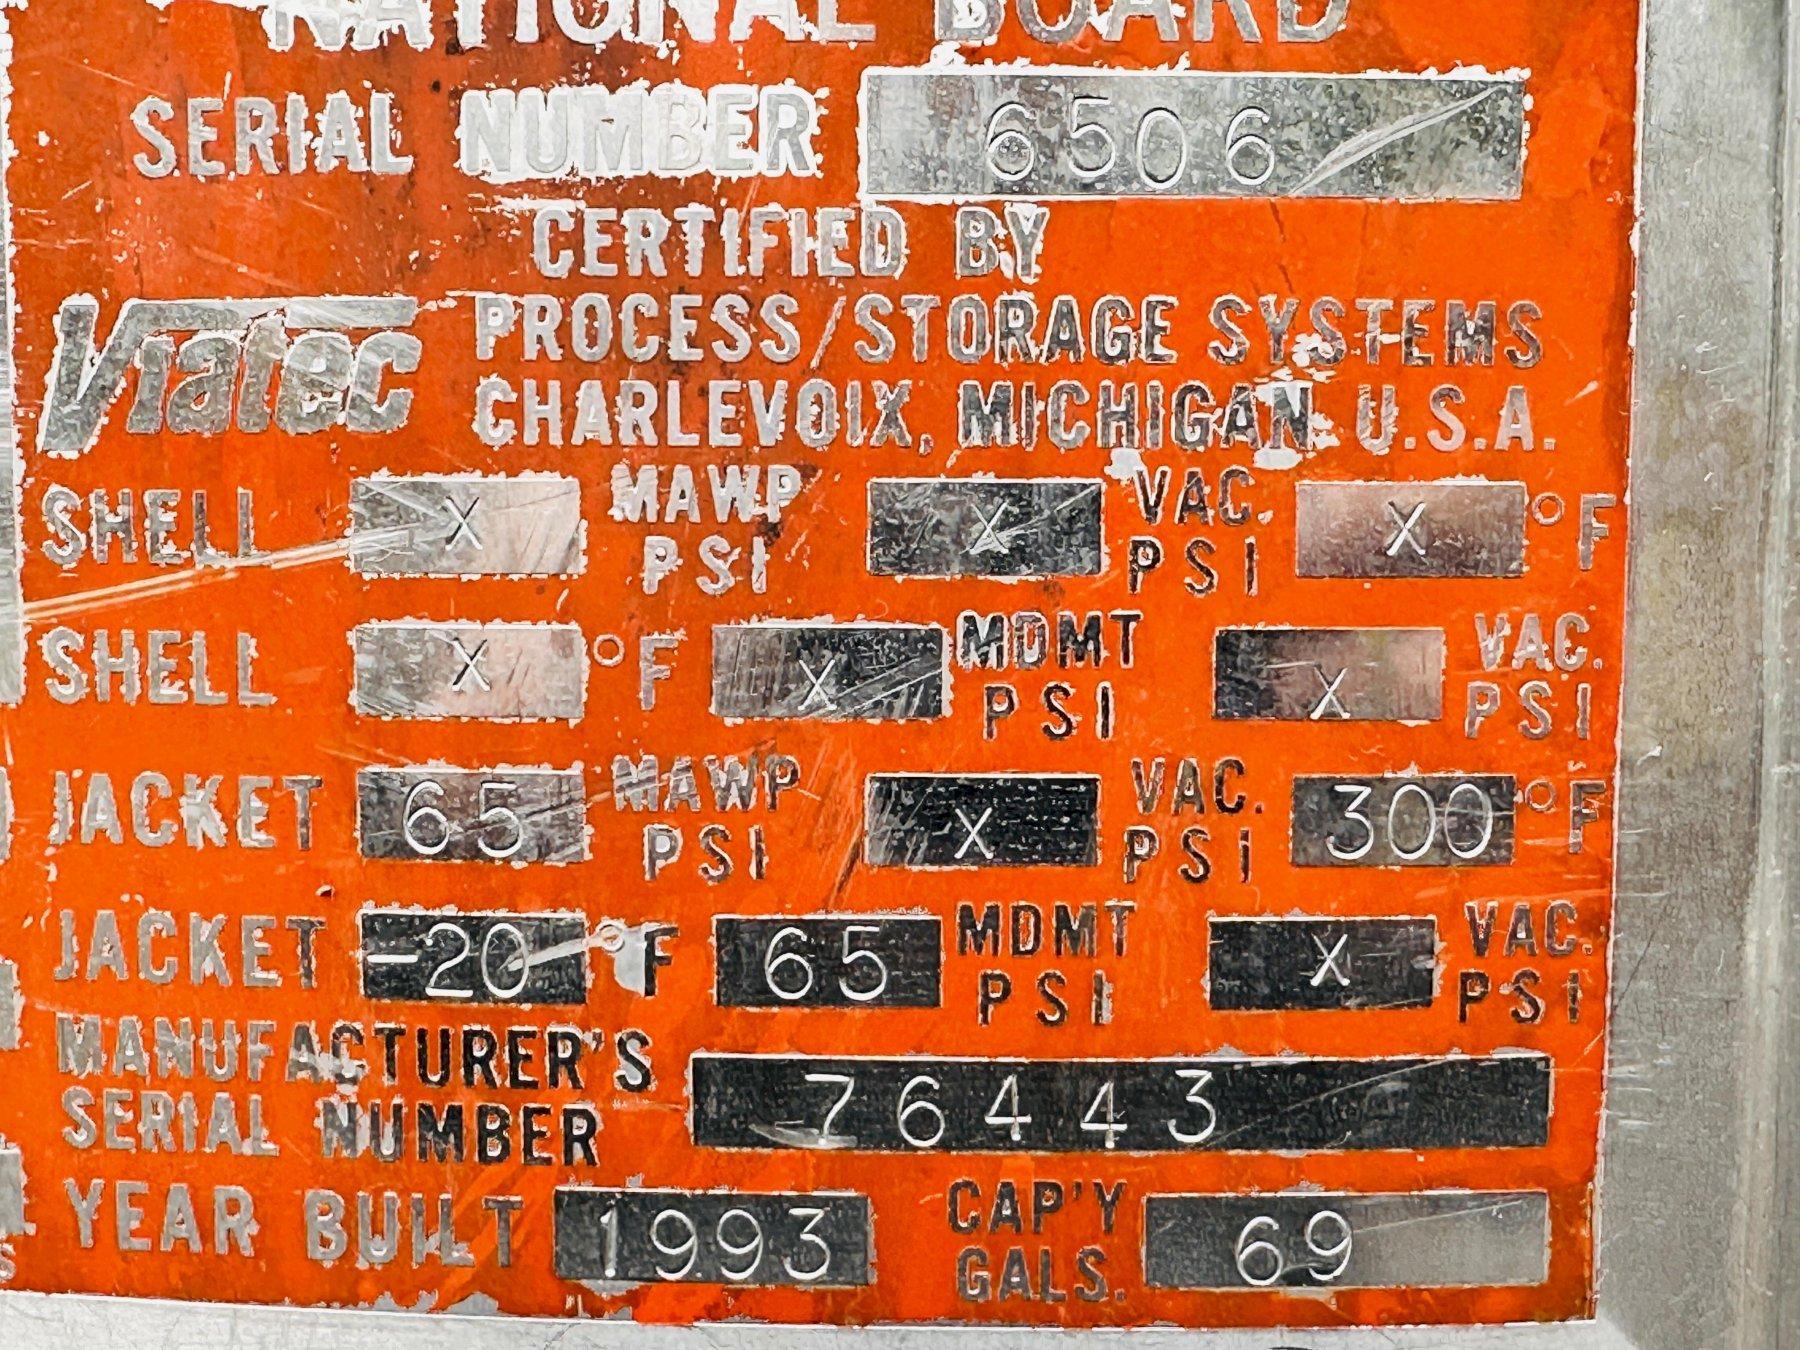 NATIONAL BOARD
SERIAL NUMBER 6506
CERTIFIED BY
Viatec PROCESS/STORAGE SYSTEMS
CHARLEVOIX, MICHIGAN U.S.A.
SHELL X MAWP PSI X VAC. PSI X °F
SHELL X °F X MDMT PSI X VAC. PSI
JACKET 65 MAWP PSI X VAC. PSI 300 °F
JACKET -20 °F 65 MDMT PSI X VAC. PSI
MANUFACTURER'S
SERIAL NUMBER 76443
YEAR BUILT 1993 CAP'Y GALS. 69